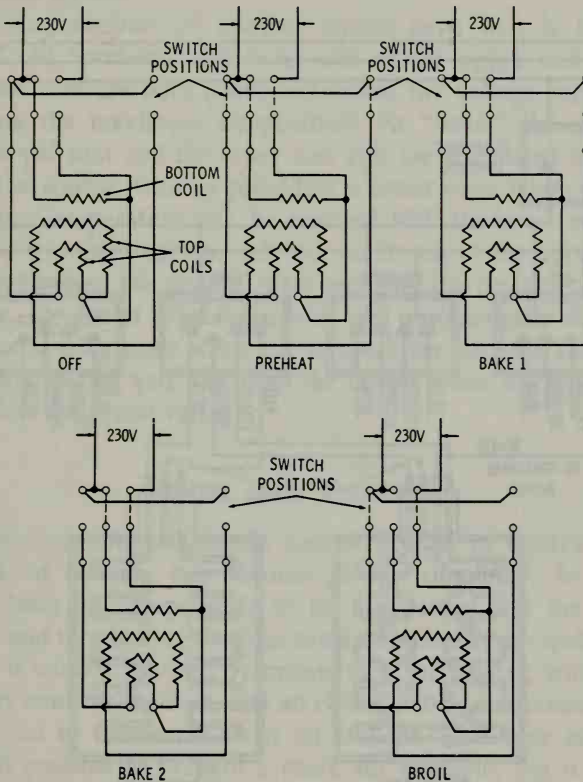 230V
230V
230V
SWITCH
POSITIONS
SWITCH
POSITIONS
BOTTOM
COIL
TOP
COILS
OFF
PREHEAT
BAKE 1
230V
230V
SWITCH
POSITIONS
BAKE 2
BROIL